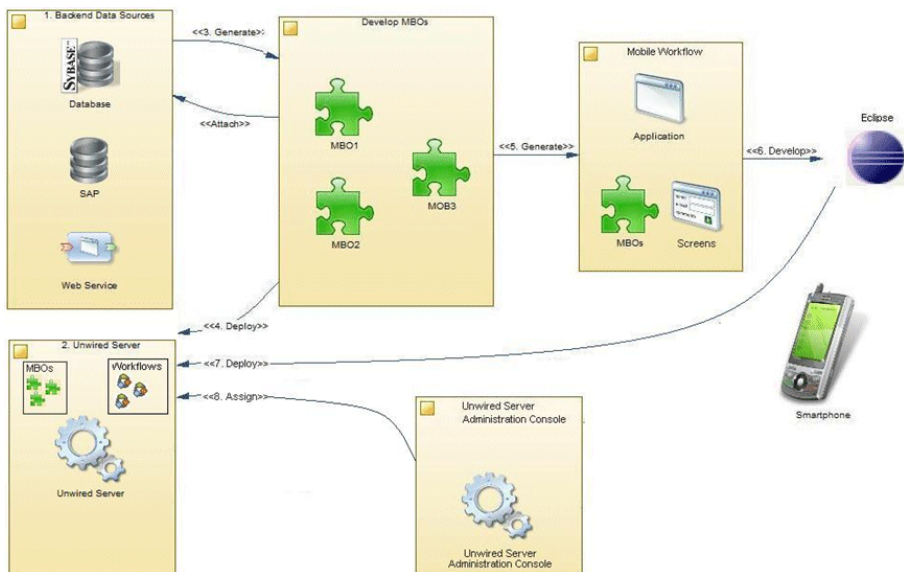 1. Backend Data Sources
SYBASE™
Database
SAP
Web Service
<<3. Generate>>
<<Attach>>
Develop MBOs
MBO1
MBO2
MOB3
<<5. Generate>>
Mobile Workflow
Application
MBOs
Screens
<<6. Develop>>
Eclipse
<<4. Deploy>>
<<7. Deploy>>
<<8. Assign>>
2. Unwired Server
MBOs
Workflows
Unwired Server
Unwired Server
Administration Console
Unwired Server
Administration Console
Smartphone